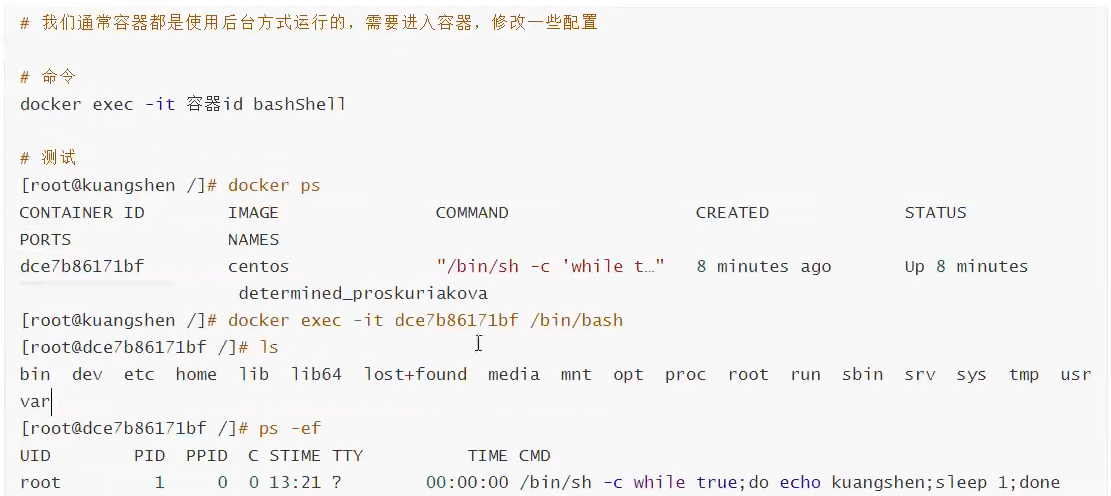 # 我们通常容器都是使用后台方式运行的，需要进入容器，修改一些配置
# 命令
docker exec -it 容器id bashShell
# 测试
[root@kuangshen /]# docker ps
CONTAINER ID        IMAGE               COMMAND                  CREATED             STATUS
PORTS               NAMES
dce7b86171bf        centos              "/bin/sh -c 'while t…"   8 minutes ago       Up 8 minutes
                     determined_proskuriakova
[root@kuangshen /]# docker exec -it dce7b86171bf /bin/bash
[root@dce7b86171bf /]# ls
bin  dev  etc  home  lib  lib64  lost+found  media  mnt  opt  proc  root  run  sbin  srv  sys  tmp  usr
var
[root@dce7b86171bf /]# ps -ef
UID        PID  PPID  C STIME TTY          TIME CMD
root         1     0  0 13:21 ?        00:00:00 /bin/sh -c while true;do echo kuangshen;sleep 1;done